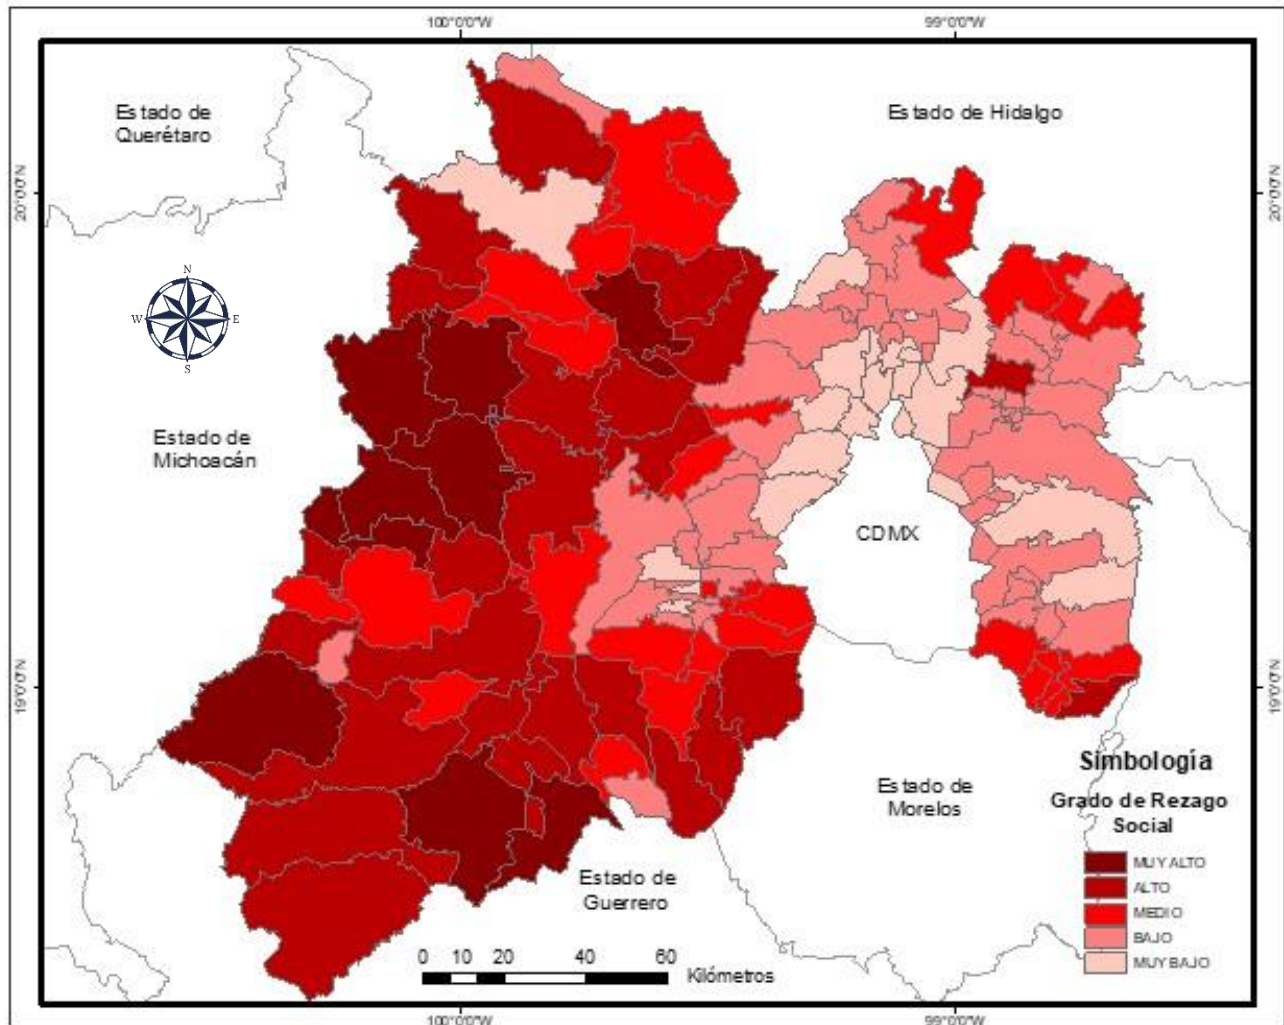 100°0'0"W 99°0'0"W
Estado de
Querétaro
Estado de Hidalgo
20°0'0"N 20°0'0"N
N
W E
S
Estado de
Michoacán
CDMX
19°0'0"N 19°0'0"N
Estado de
Morelos
Estado de
Guerrero
Simbología
Grado de Rezago
Social
MUY ALTO
ALTO
MEDIO
BAJO
MUY BAJO
0 10 20 40 60
Kilómetros
100°0'0"W 99°0'0"W